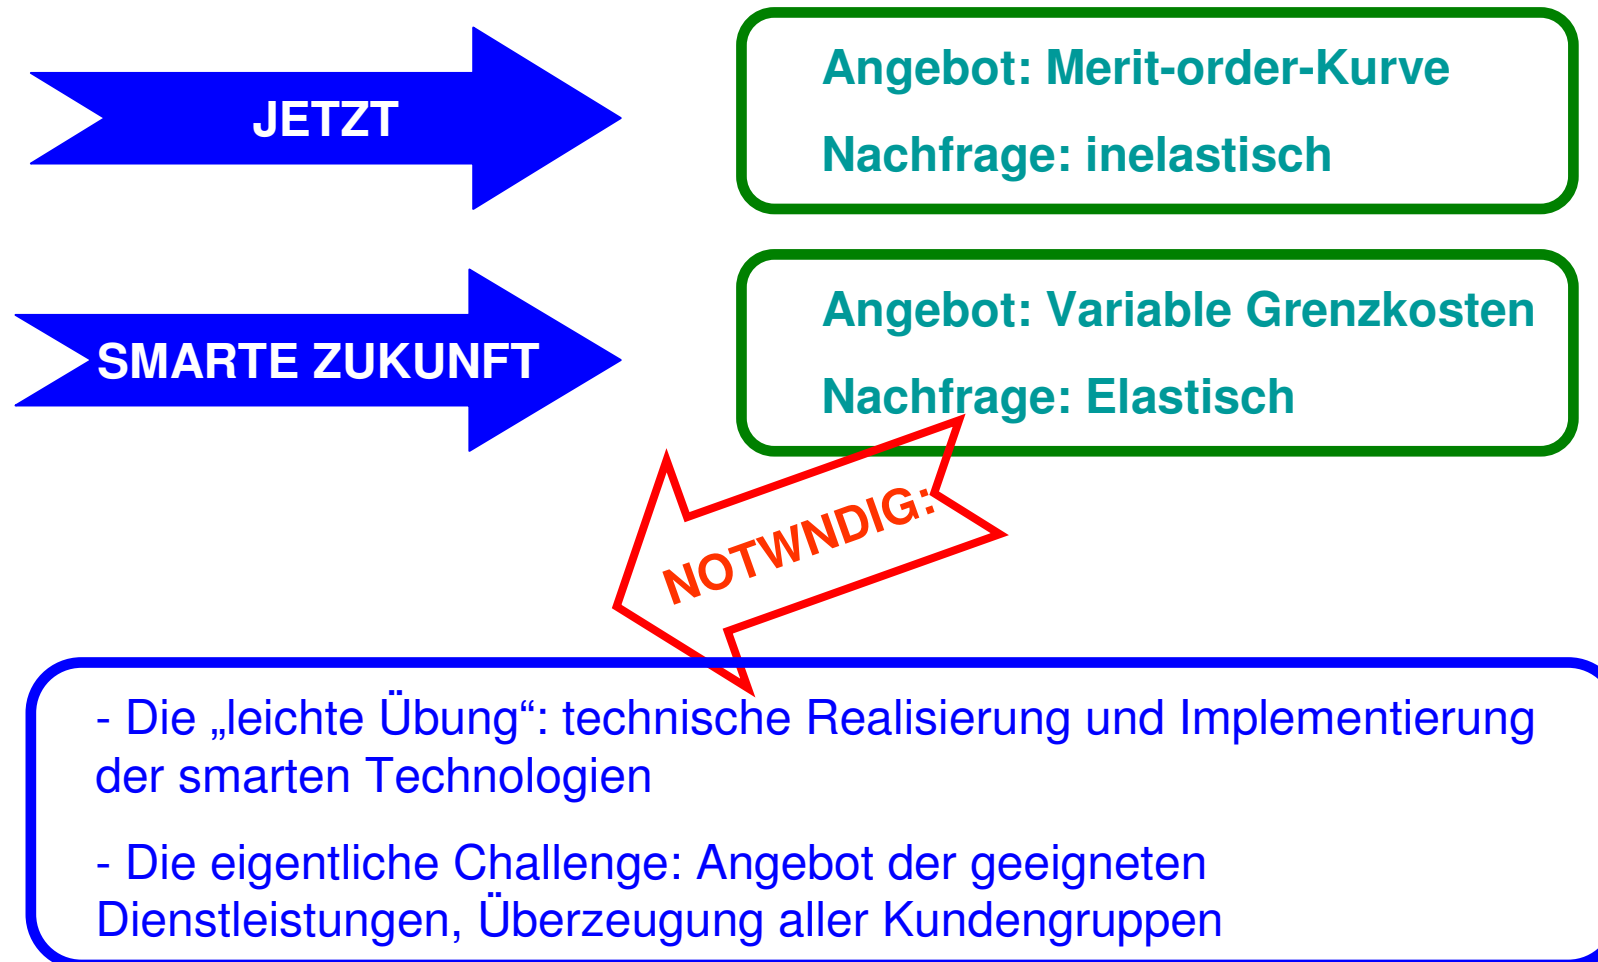 JETZT
Angebot: Merit-order-Kurve
Nachfrage: inelastisch
SMARTE ZUKUNFT
Angebot: Variable Grenzkosten
Nachfrage: Elastisch
NOTWNDIG:
- Die „leichte Übung“: technische Realisierung und Implementierung
der smarten Technologien
- Die eigentliche Challenge: Angebot der geeigneten
Dienstleistungen, Überzeugung aller Kundengruppen